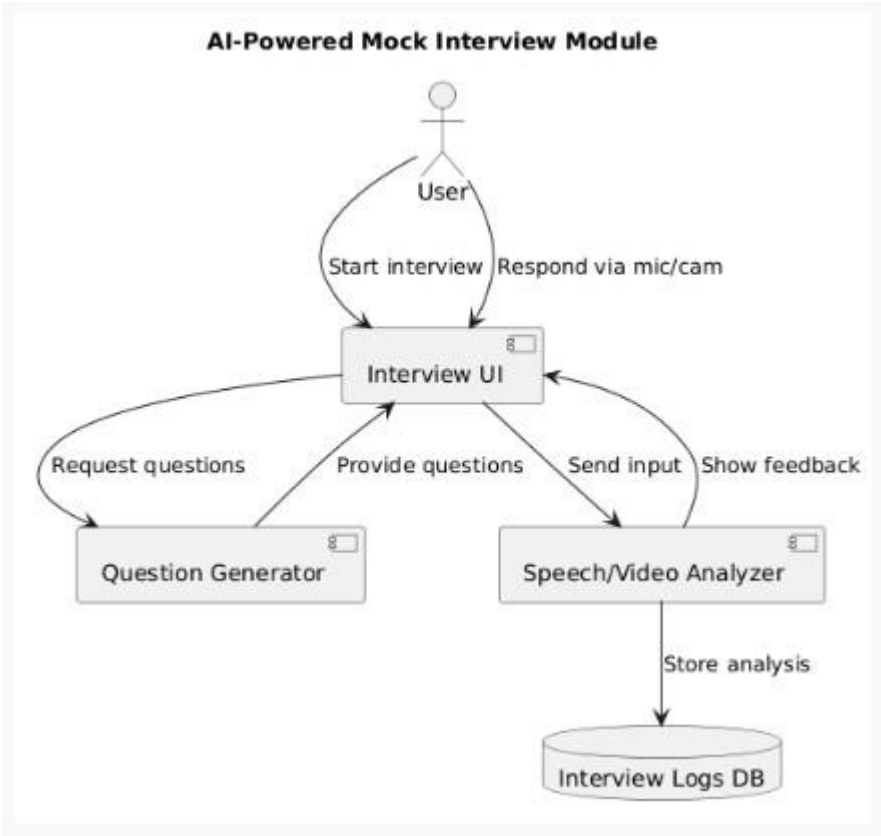 AI-Powered Mock Interview Module
User
Start interview
Respond via mic/cam
Interview UI
Request questions
Provide questions
Send input
Show feedback
Question Generator
Speech/Video Analyzer
Store analysis
Interview Logs DB